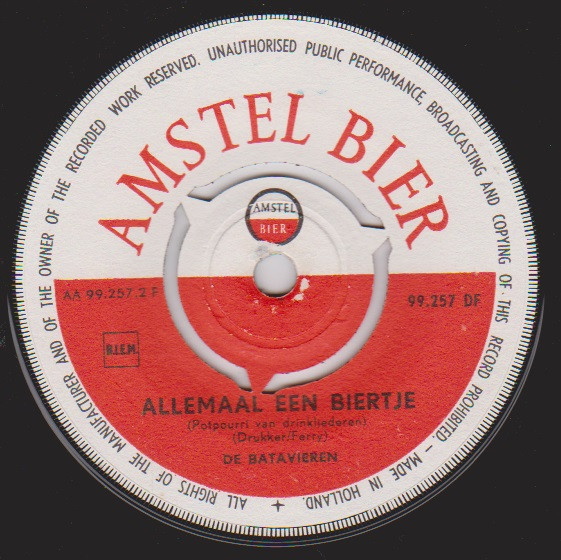 ALL RIGHTS OF THE MANUFACTURER AND OF THE OWNER OF THE RECORDED WORK RESERVED. UNAUTHORISED PUBLIC PERFORMANCE, BROADCASTING AND COPYING OF THIS RECORD PROHIBITED. – MADE IN HOLLAND.
AMSTEL BIER
AMSTEL
BIER
AA 99.257 2 F
99.257 DF
B.I.E.M.
ALLEMAAL EEN BIERTJE
(Potpourri van drinkliederen)
(Drukker/Ferry)
DE BATAVIEREN